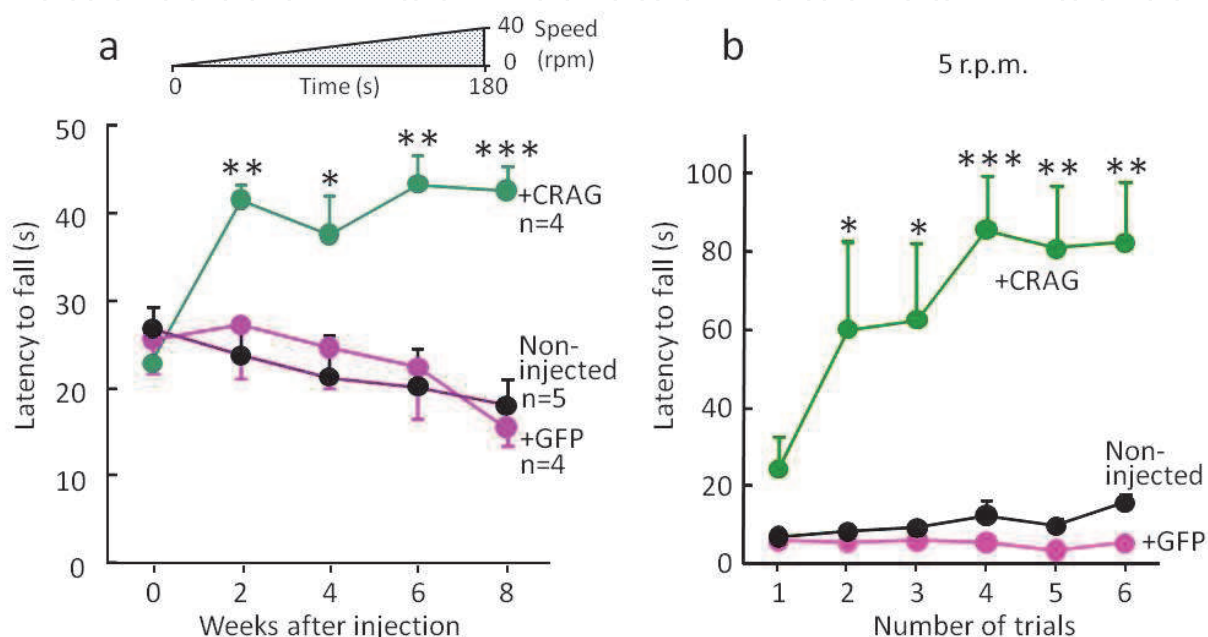 a
40 Speed
0 (rpm)
0 Time (s) 180
50
40
30
20
10
0
Latency to fall (s)
** * ** ***
+CRAG
n=4
Non-
injected
n=5
+GFP
n=4
0 2 4 6 8
Weeks after injection
b
5 r.p.m.
100
80
60
40
20
0
Latency to fall (s)
* * *** ** **
+CRAG
Non-
injected
+GFP
1 2 3 4 5 6
Number of trials